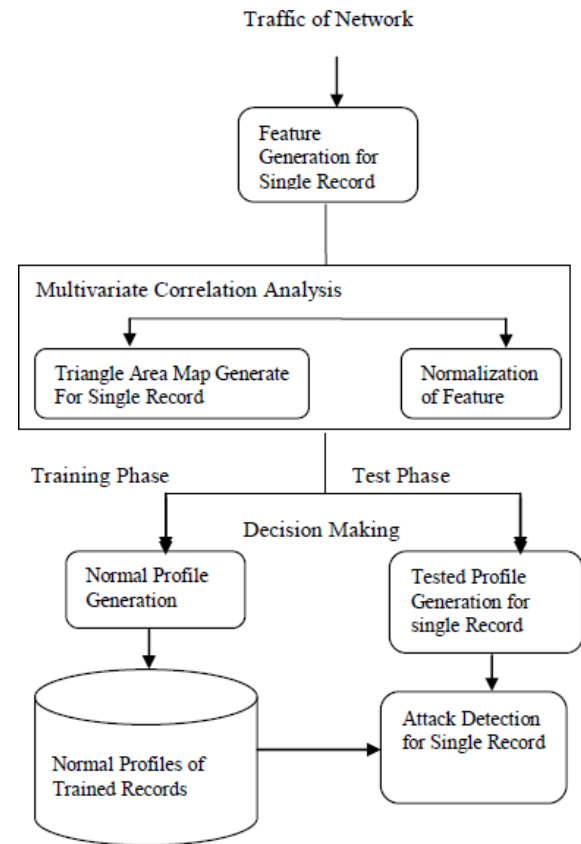 Traffic of Network
Feature
Generation for
Single Record
Multivariate Correlation Analysis
Triangle Area Map Generate
For Single Record
Normalization
of Feature
Training Phase
Test Phase
Decision Making
Normal Profile
Generation
Tested Profile
Generation for
single Record
Normal Profiles of
Trained Records
Attack Detection
for Single Record